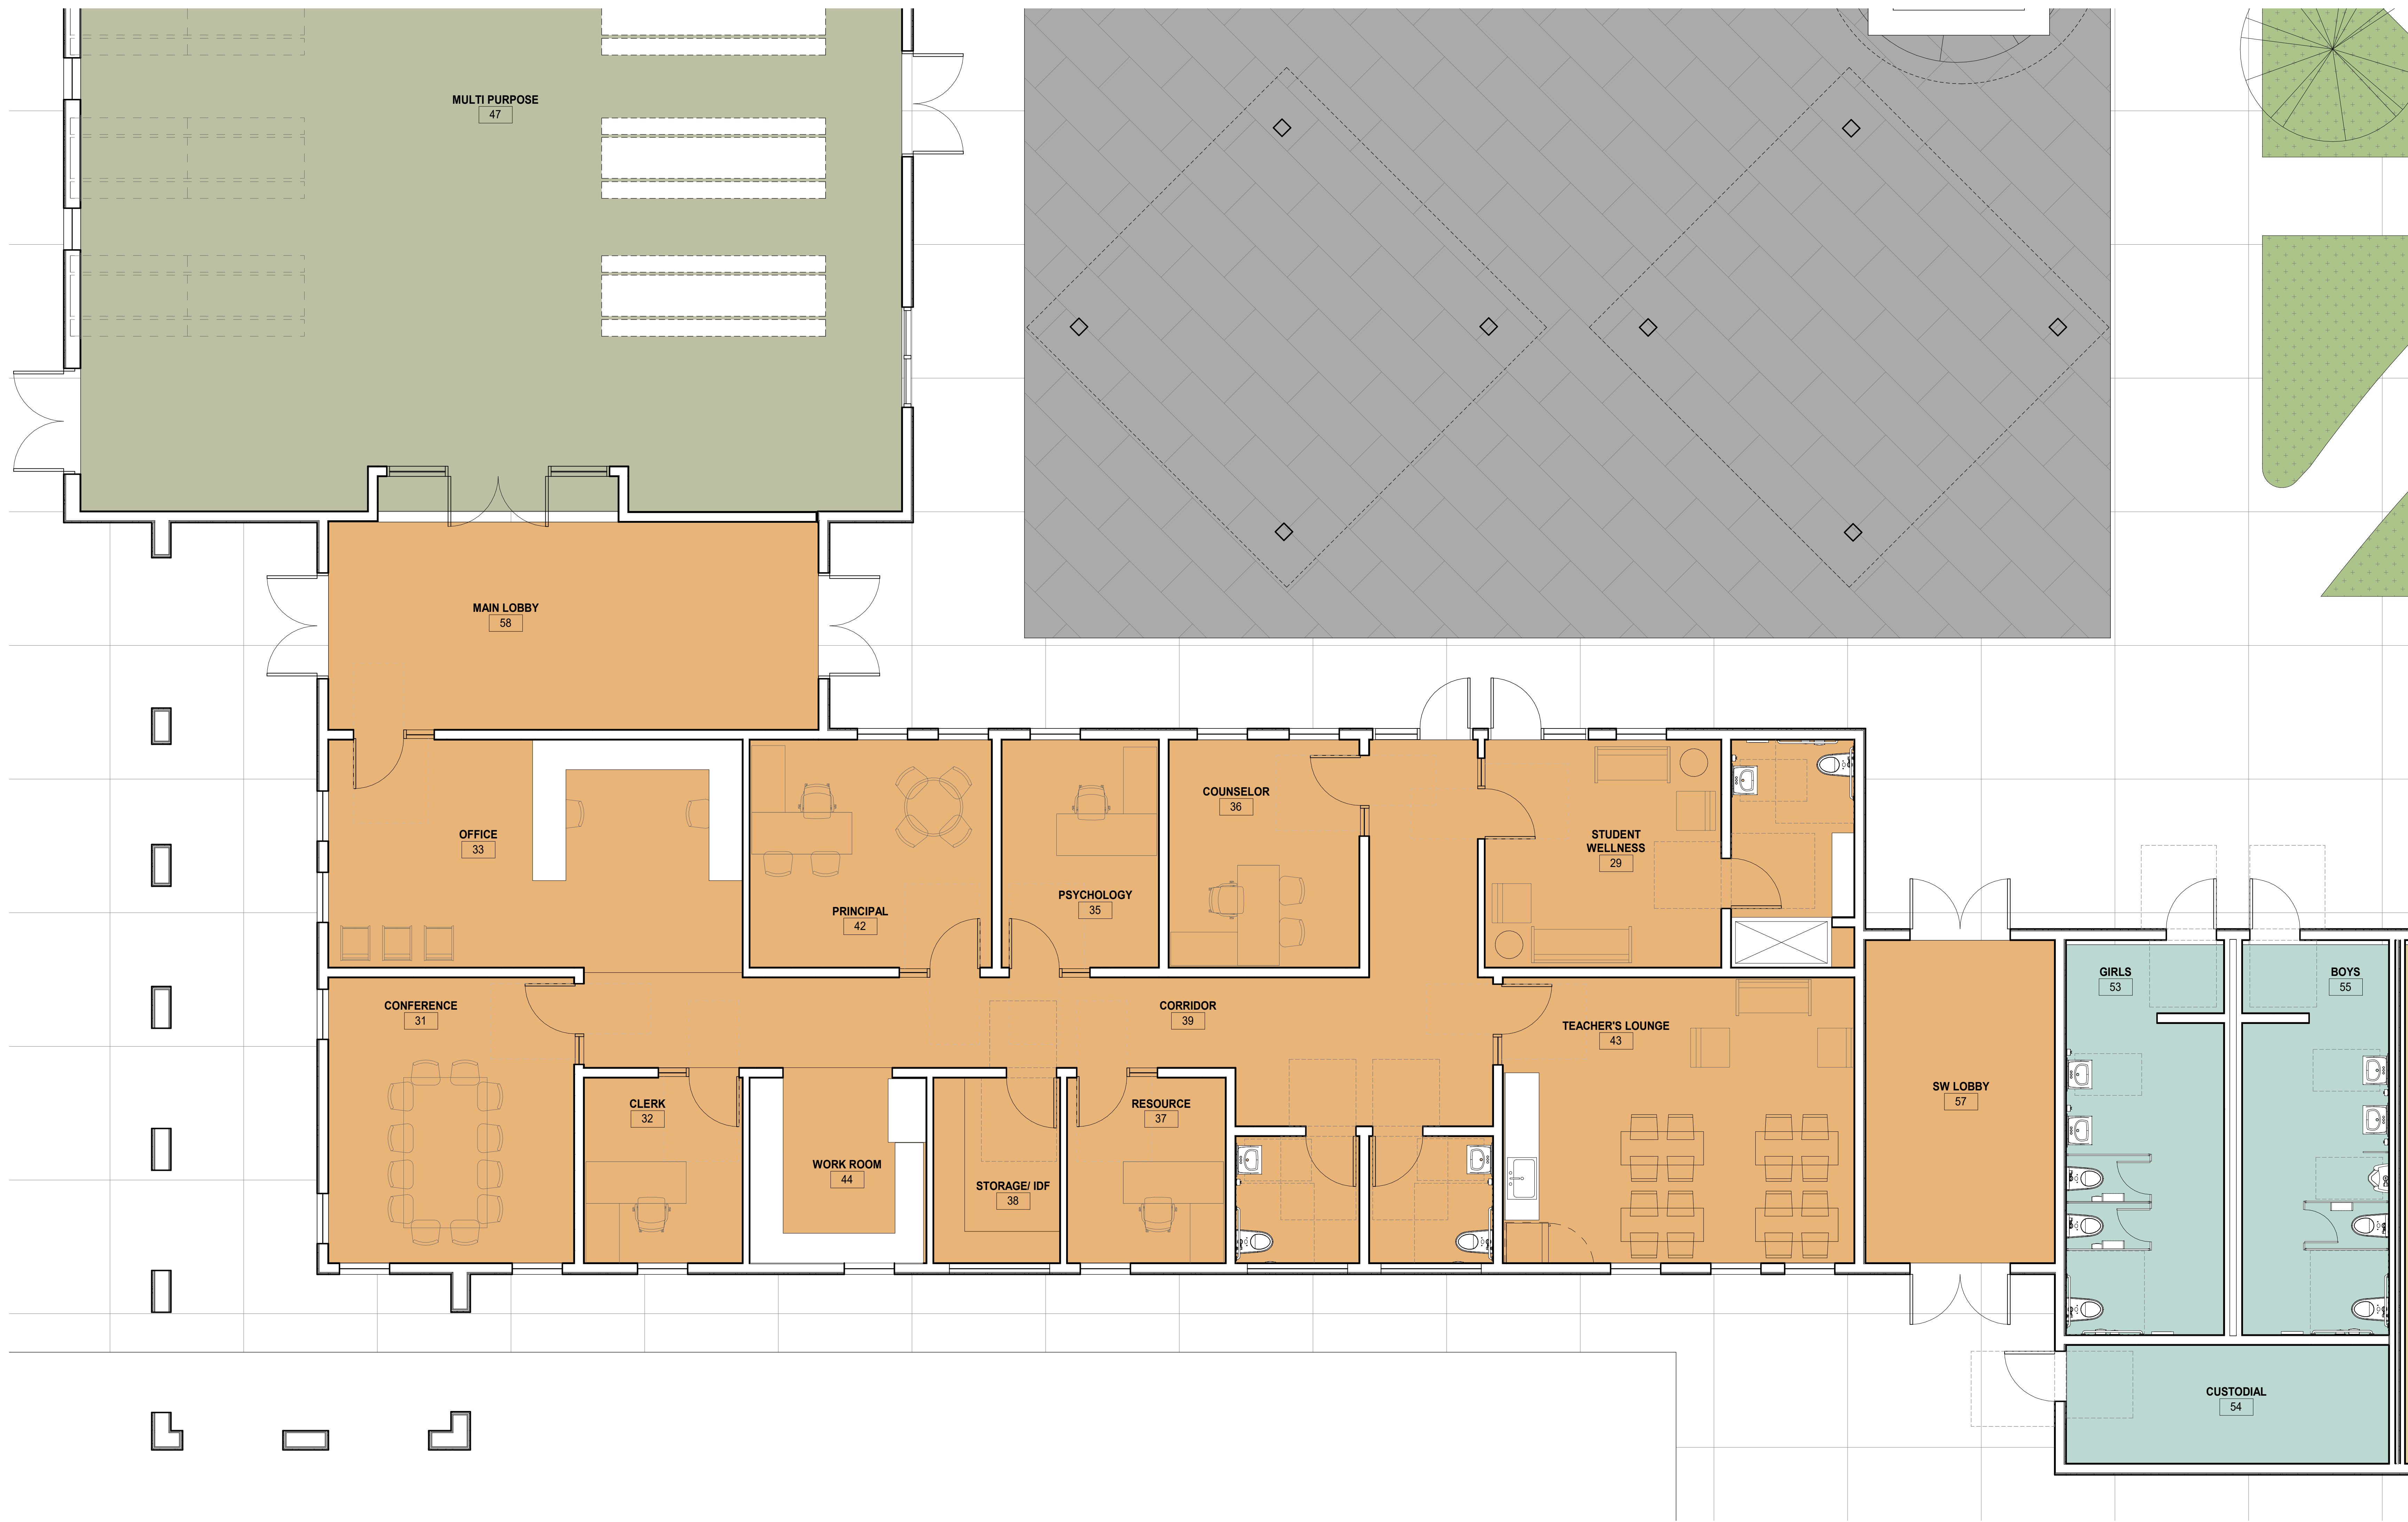 MULTI PURPOSE
47
MAIN LOBBY
58
OFFICE
33
PRINCIPAL
42
PSYCHOLOGY
35
COUNSELOR
36
STUDENT
WELLNESS
29
CONFERENCE
31
CORRIDOR
39
TEACHER'S LOUNGE
43
GIRLS
53
BOYS
55
CLERK
32
WORK ROOM
44
STORAGE/ IDF
38
RESOURCE
37
SW LOBBY
57
CUSTODIAL
54